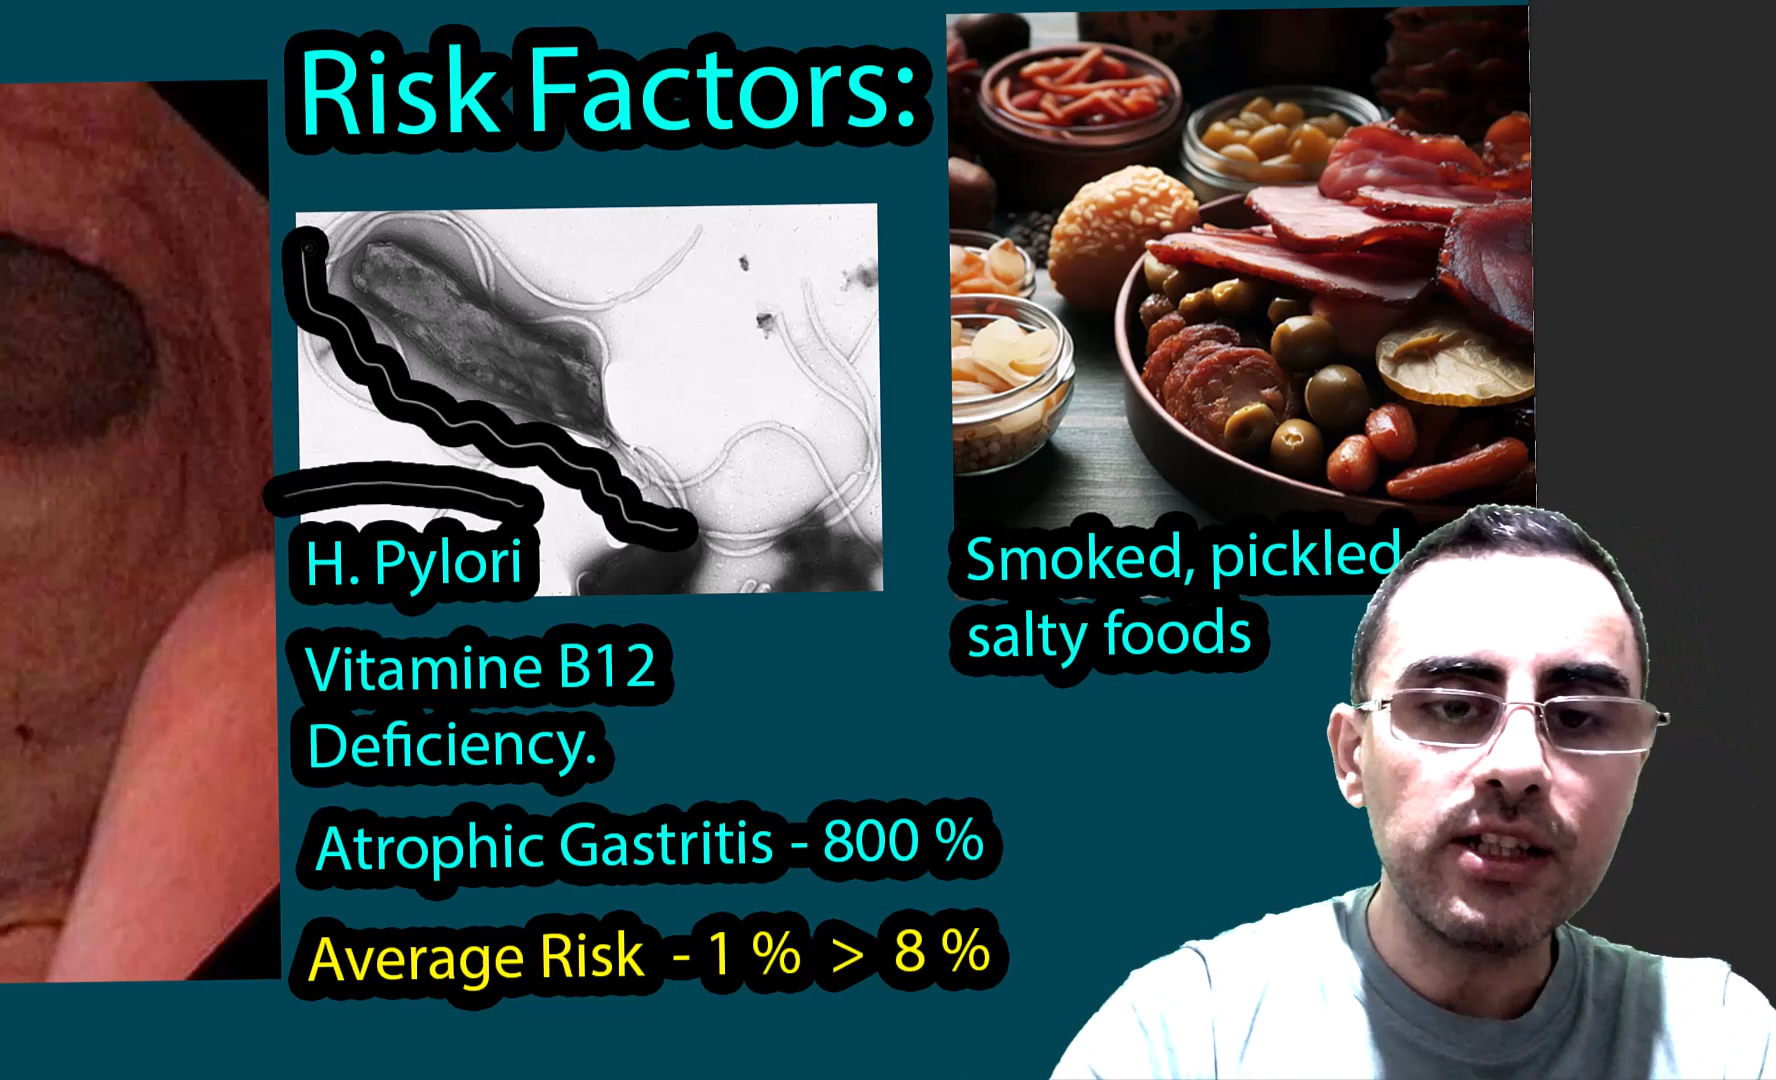 Risk Factors:
H. Pylori
Vitamine B12
Deficiency.
Atrophic Gastritis - 800 %
Average Risk - 1 % > 8 %
Smoked, pickled
salty foods